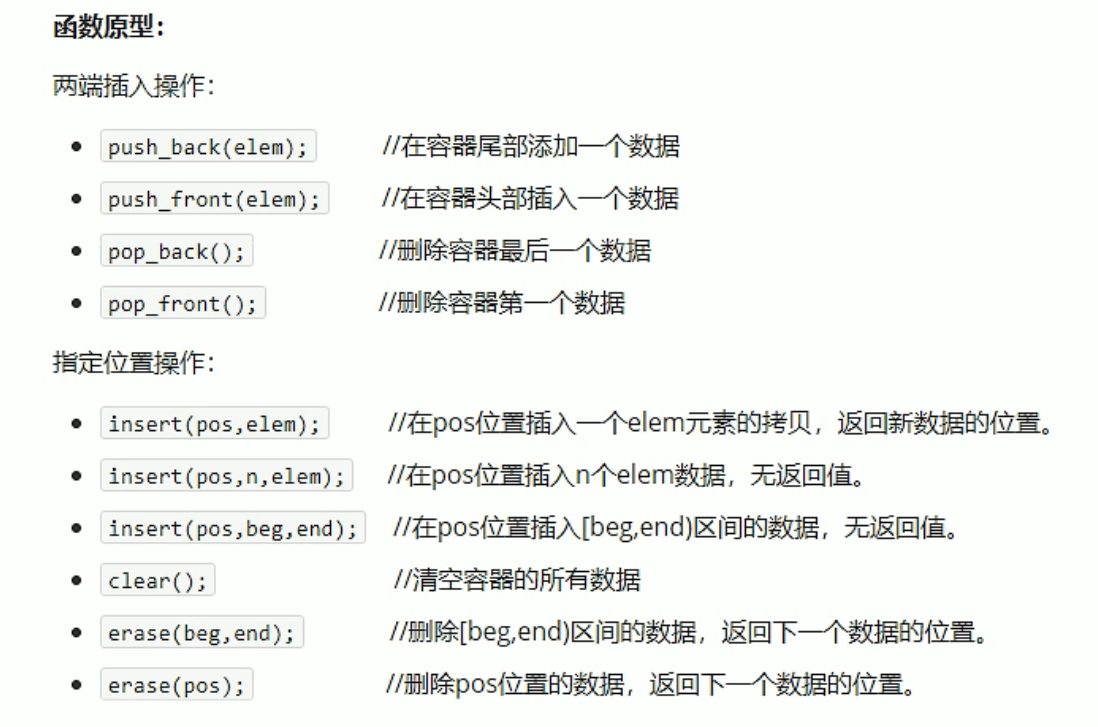 函数原型：
两端插入操作：
push_back(elem); //在容器尾部添加一个数据
push_front(elem); //在容器头部插入一个数据
pop_back(); //删除容器最后一个数据
pop_front(); //删除容器第一个数据
指定位置操作：
insert(pos,elem); //在pos位置插入一个elem元素的拷贝，返回新数据的位置。
insert(pos,n,elem); //在pos位置插入n个elem数据，无返回值。
insert(pos,beg,end); //在pos位置插入[beg,end)区间的数据，无返回值。
clear(); //清空容器的所有数据
erase(beg,end); //删除[beg,end)区间的数据，返回下一个数据的位置。
erase(pos); //删除pos位置的数据，返回下一个数据的位置。